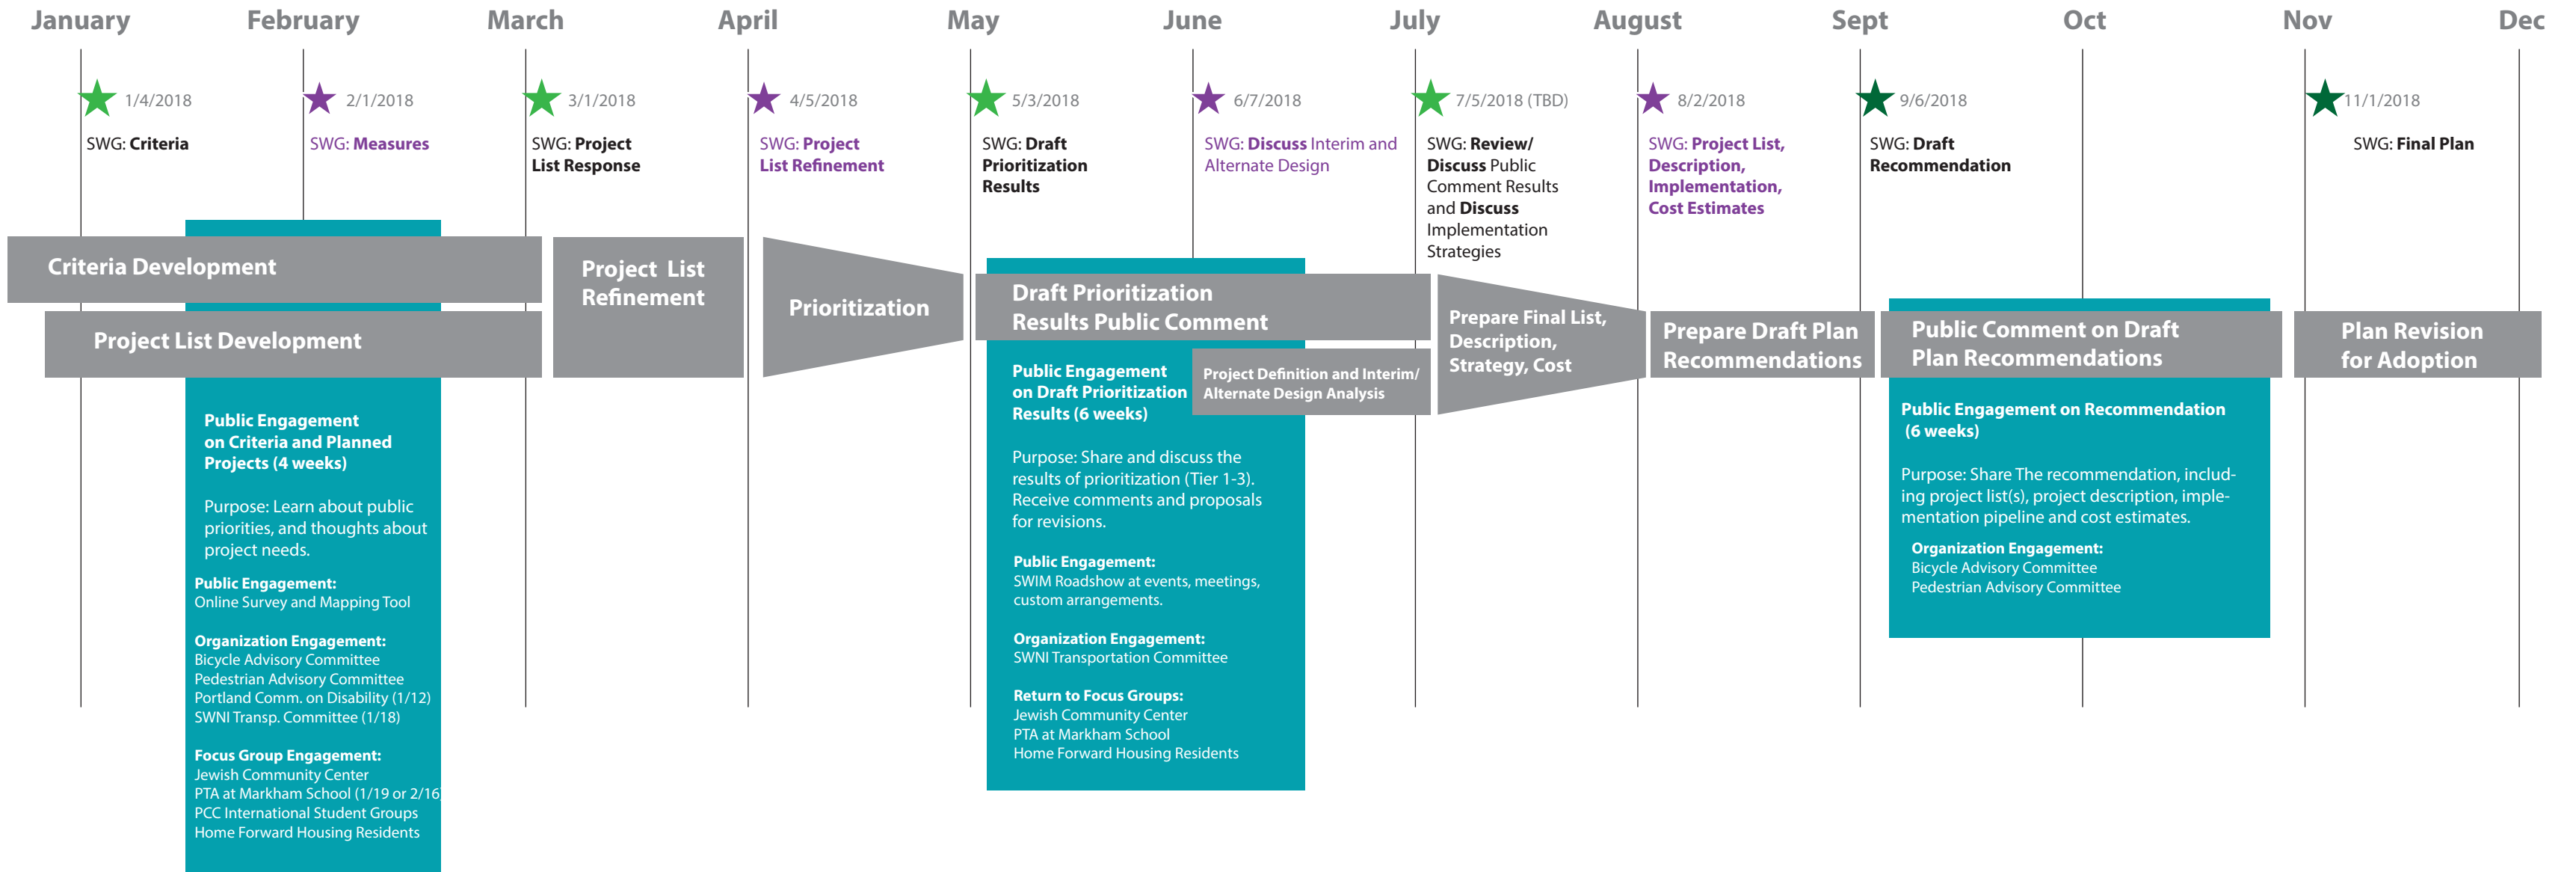 January
February
March
April
May
June
July
August
Sept
Oct
Nov
Dec
1/4/2018
2/1/2018
3/1/2018
4/5/2018
5/3/2018
6/7/2018
7/5/2018 (TBD)
8/2/2018
9/6/2018
11/1/2018
SWG: Criteria
SWG: Measures
SWG: Project
List Response
SWG: Project
List Refinement
SWG: Draft
Prioritization
Results
SWG: Discuss Interim and
Alternate Design
SWG: Review/
Discuss Public
Comment Results
and Discuss
Implementation
Strategies
SWG: Project List,
Description,
Implementation,
Cost Estimates
SWG: Draft
Recommendation
SWG: Final Plan
Criteria Development
Project List Development
Project List
Refinement
Prioritization
Draft Prioritization
Results Public Comment
Project Definition and Interim/
Alternate Design Analysis
Prepare Final List,
Description,
Strategy, Cost
Prepare Draft Plan
Recommendations
Public Comment on Draft
Plan Recommendations
Plan Revision
for Adoption
Public Engagement
on Criteria and Planned
Projects (4 weeks)
Purpose: Learn about public
priorities, and thoughts about
project needs.
Public Engagement:
Online Survey and Mapping Tool
Organization Engagement:
Bicycle Advisory Committee
Pedestrian Advisory Committee
Portland Comm. on Disability (1/12)
SWNI Transp. Committee (1/18)
Focus Group Engagement:
Jewish Community Center
PTA at Markham School (1/19 or 2/16)
PCC International Student Groups
Home Forward Housing Residents
Public Engagement
on Draft Prioritization
Results (6 weeks)
Purpose: Share and discuss the
results of prioritization (Tier 1-3).
Receive comments and proposals
for revisions.
Public Engagement:
SWIM Roadshow at events, meetings,
custom arrangements.
Organization Engagement:
SWNI Transportation Committee
Return to Focus Groups:
Jewish Community Center
PTA at Markham School
Home Forward Housing Residents
Public Engagement on Recommendation
(6 weeks)
Purpose: Share The recommendation, includ-
ing project list(s), project description, imple-
mentation pipeline and cost estimates.
Organization Engagement:
Bicycle Advisory Committee
Pedestrian Advisory Committee